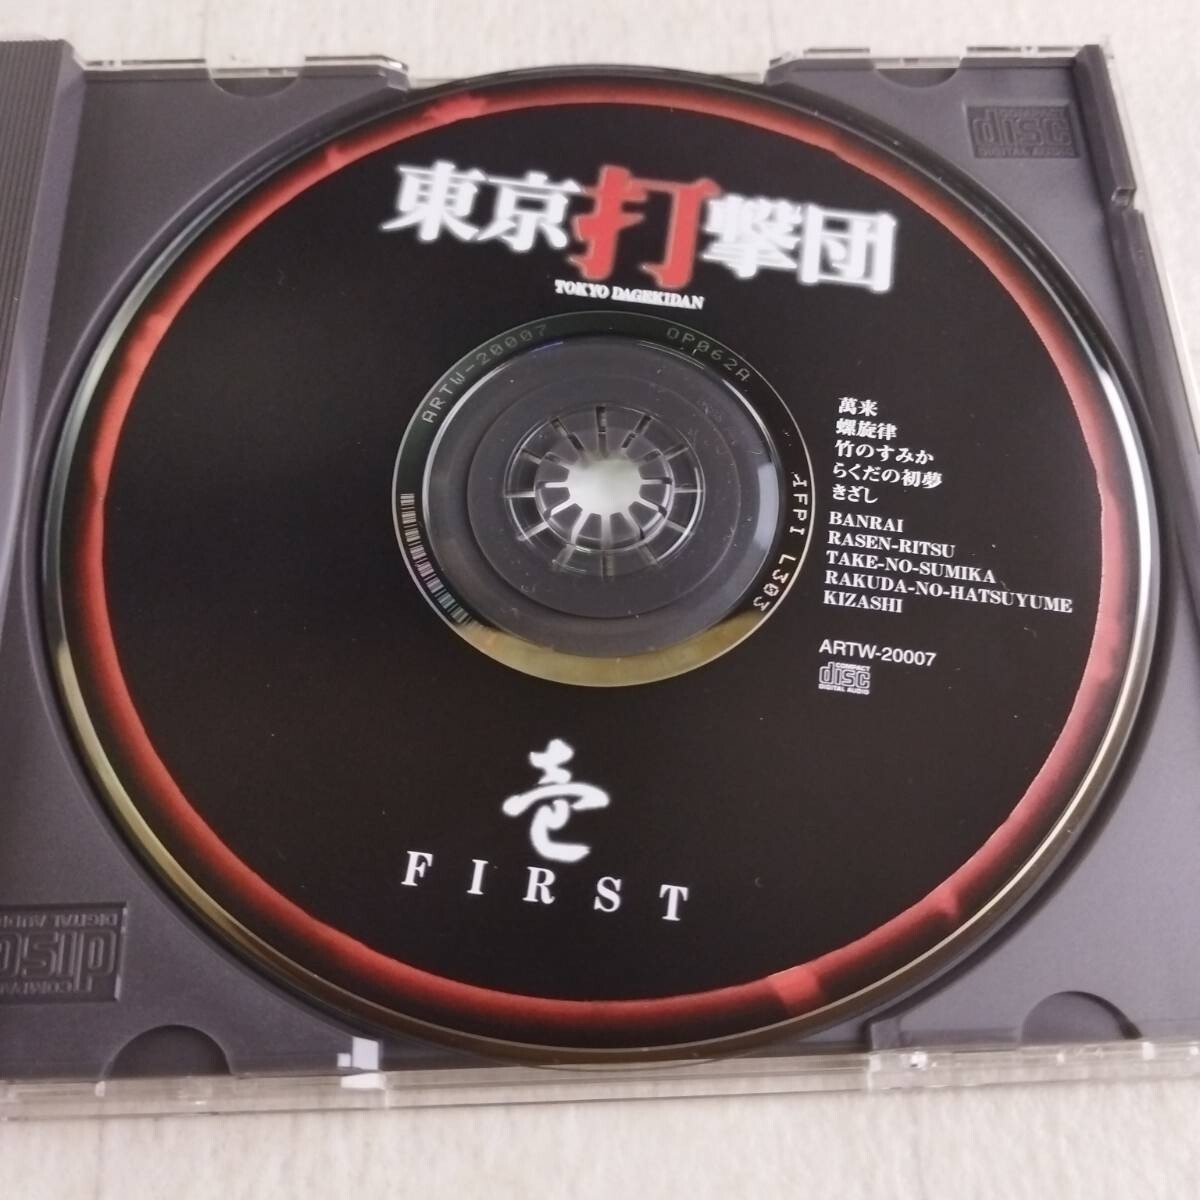 東京打撃団
TOKYO DAGEKIDAN
ARTW-20007
OP062A
IFPI L303
萬来
螺旋律
竹のすみか
らくだの初夢
きざし
BANRAI
RASEN-RITSU
TAKE-NO-SUMIKA
RAKUDA-NO-HATSUYUME
KIZASHI
ARTW-20007
COMPACT
disc
DIGITAL AUDIO
壱
FIRST
disc
DIGITAL AUDIO